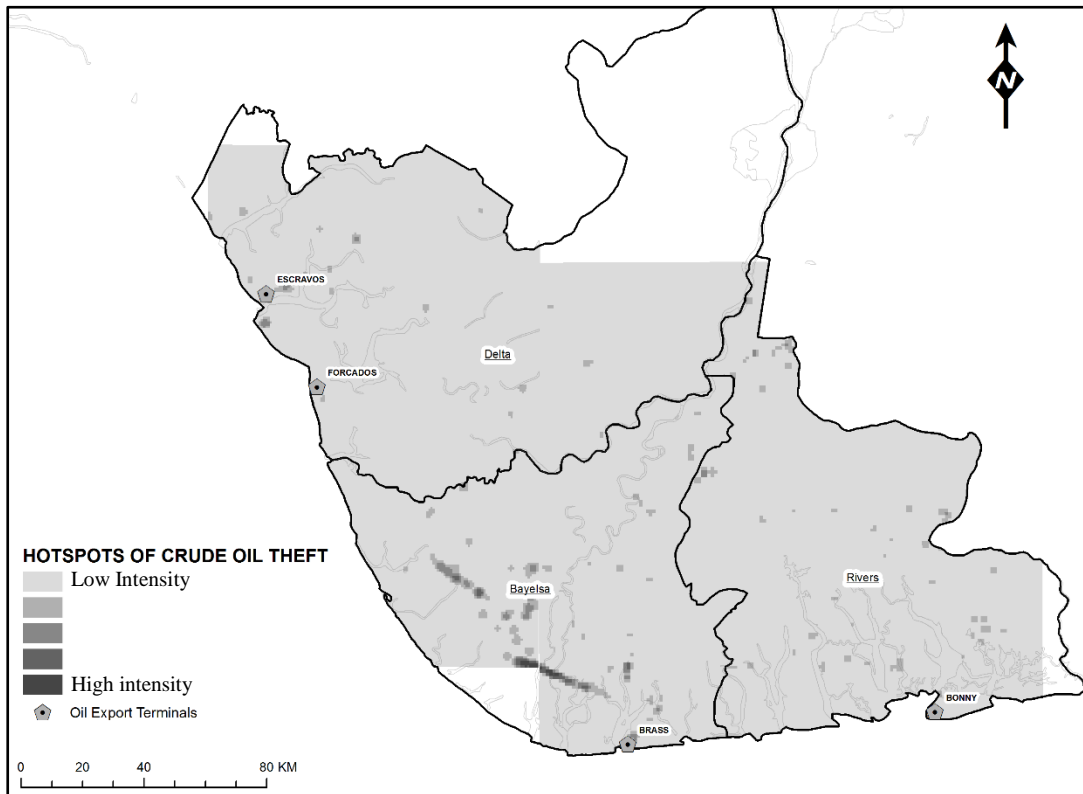 N
ESCRAVOS
Delta
FORCADOS
HOTSPOTS OF CRUDE OIL THEFT
Low Intensity
High intensity
Oil Export Terminals
Bayelsa
Rivers
BONNY
BRASS
0 20 40 80 KM